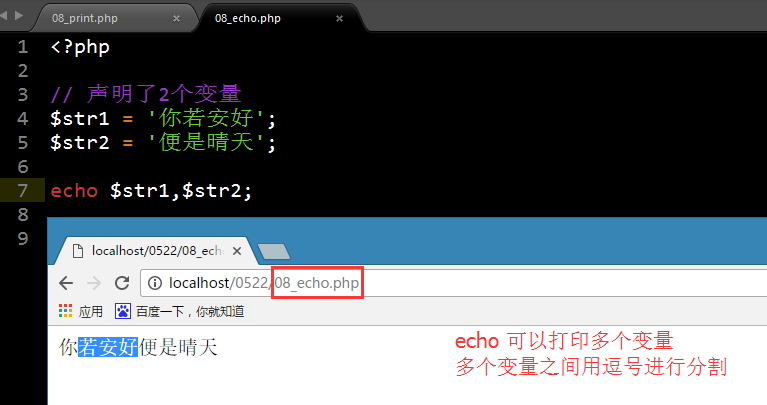 08_print.php × 08_echo.php ×
1 <?php
2
3 // 声明了2个变量
4 $str1 = '你若安好';
5 $str2 = '便是晴天';
6
7 echo $str1,$str2;
8
9
localhost/0522/08_echo ×
localhost/0522/08_echo.php
应用 百度一下，你就知道
你若安好便是晴天
echo 可以打印多个变量
多个变量之间用逗号进行分割